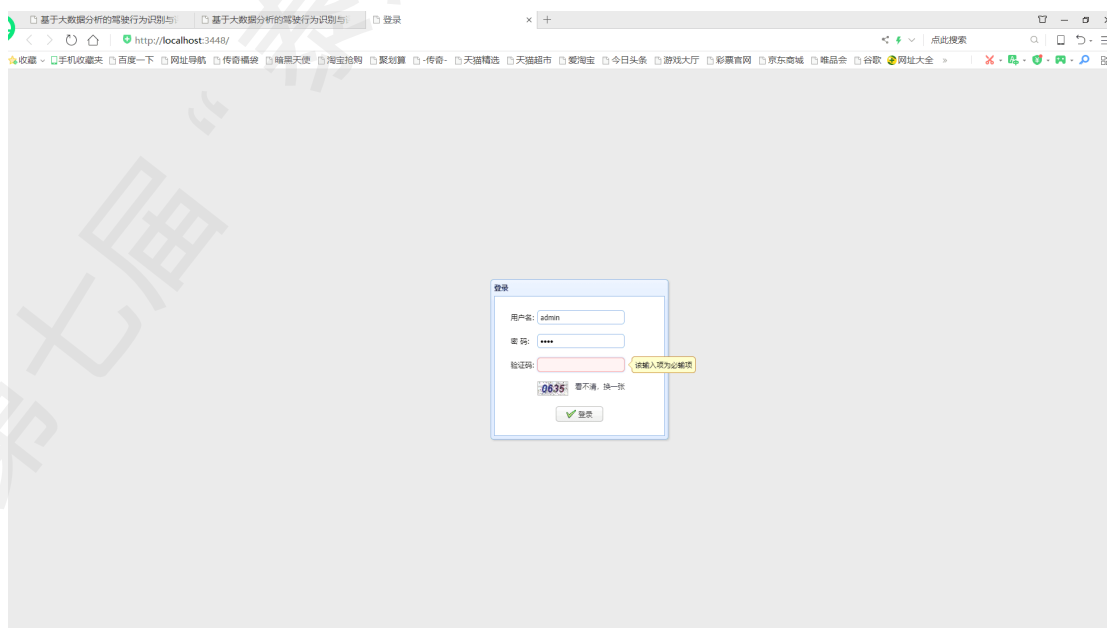 基于大数据分析的驾驶行为识别与 基于大数据分析的驾驶行为识别与 登录
http://localhost:3448/ 点此搜索
收藏 手机收藏夹 百度一下 网址导航 传奇桶袋 暗黑天使 淘宝抢购 聚划算 -传奇- 天猫精选 天猫超市 爱淘宝 今日头条 游戏大厅 彩票官网 京东商城 唯品会 谷歌 网址大全 »
第七届“泰
登录
用户名: admin
密 码: ••••
验证码: 该输入项为必输项
0635 看不清，换一张
登录